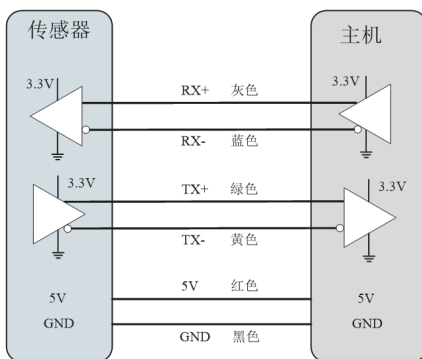 传感器 主机
3.3V 3.3V
RX+ 灰色
RX- 蓝色
3.3V TX+ 绿色 3.3V
TX- 黄色
5V 5V 红色 5V
GND GND
GND 黑色